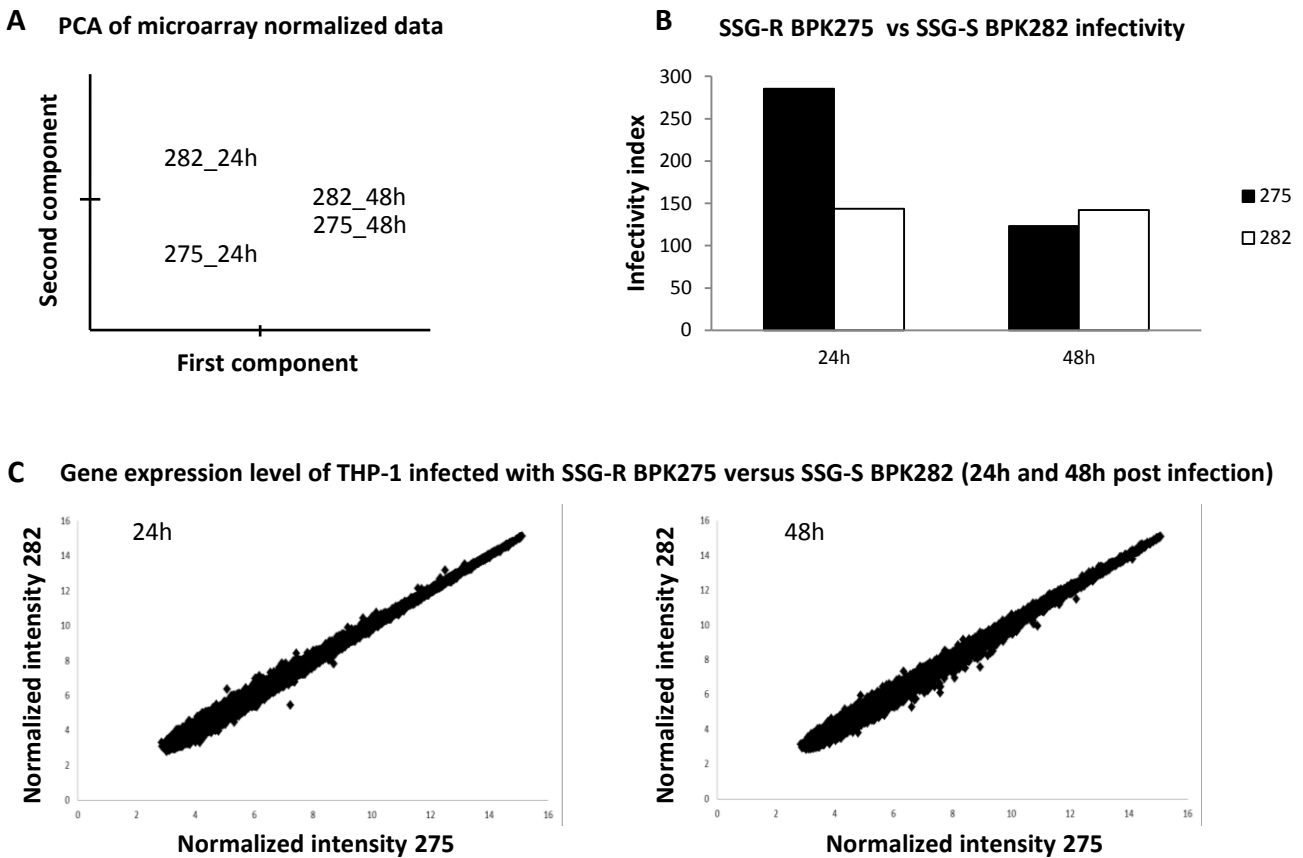 A PCA of microarray normalized data
Second component
282_24h
282_48h
275_48h
275_24h
First component
B SSG-R BPK275 vs SSG-S BPK282 infectivity
Infectivity index
300
250
200
150
100
50
0
24h
48h
275
282
C Gene expression level of THP-1 infected with SSG-R BPK275 versus SSG-S BPK282 (24h and 48h post infection)
Normalized intensity 282
24h
16
14
12
10
8
6
4
2
0
0 2 4 6 8 10 12 14 16
Normalized intensity 275
Normalized intensity 282
48h
16
14
12
10
8
6
4
2
0
0 2 4 6 8 10 12 14 16
Normalized intensity 275